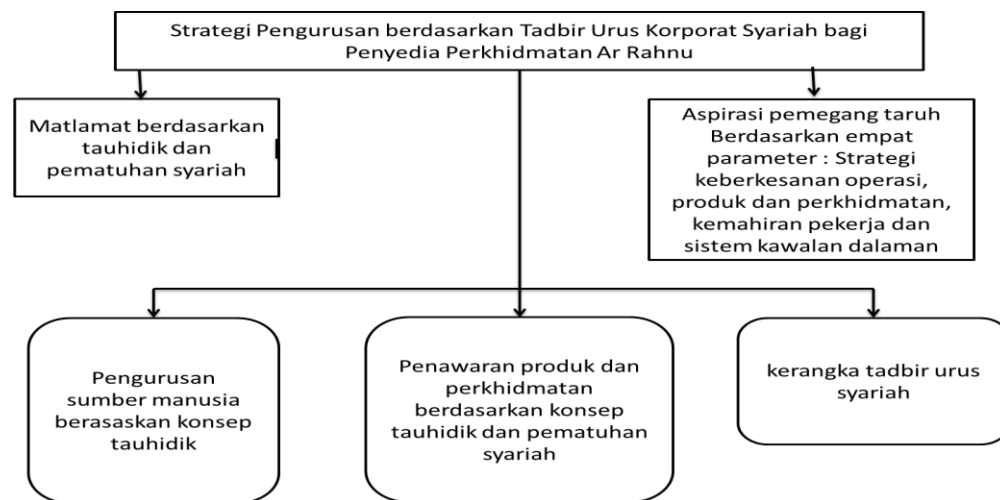 Strategi Pengurusan berdasarkan Tadbir Urus Korporat Syariah bagi
Penyedia Perkhidmatan Ar Rahnu
Matlamat berdasarkan
tauhidik dan
pematuhan syariah
Aspirasi pemegang taruh
Berdasarkan empat
parameter : Strategi
keberkesanan operasi,
produk dan perkhidmatan,
kemahiran pekerja dan
sistem kawalan dalaman
Pengurusan
sumber manusia
berasaskan konsep
tauhidik
Penawaran produk dan
perkhidmatan
berdasarkan konsep
tauhidik dan pematuhan
syariah
kerangka tadbir urus
syariah